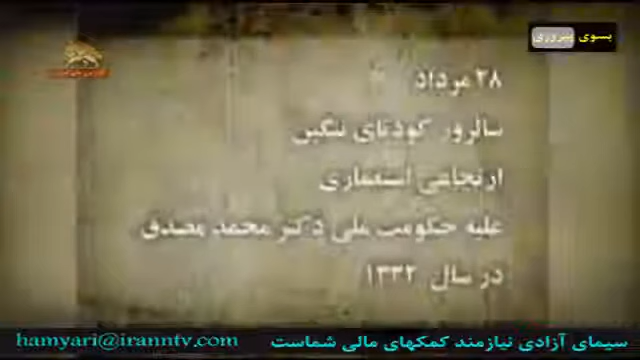 بسوی پیروزی
۲۸ مرداد
سالروز کودتای ننگین
ارتجاعی استعماری
علیه حکومت ملی دکتر محمد مصدق
در سال ۱۳۳۲
سیمای آزادی نیازمند کمکهای مالی شماست hamyari@iranntv.com